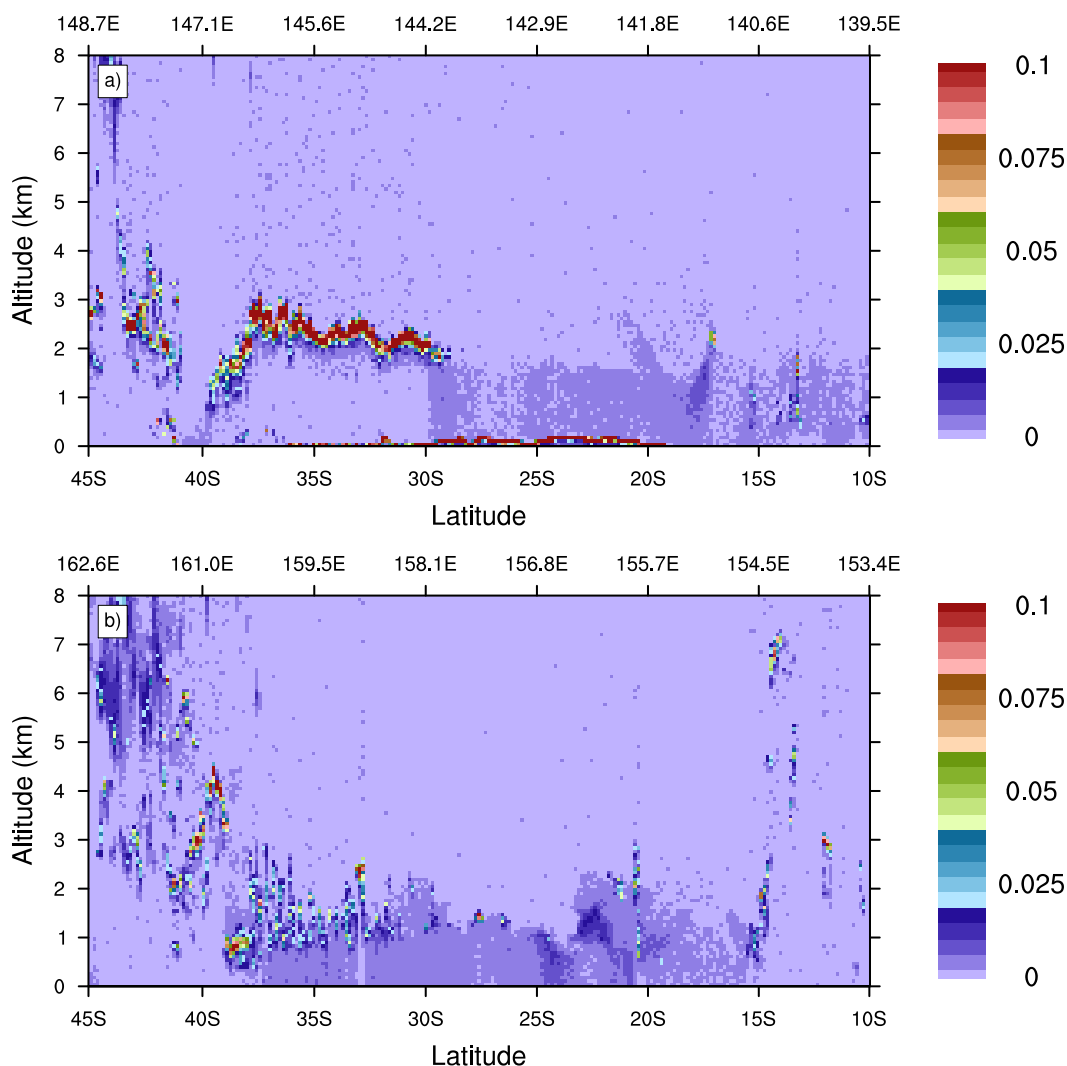 148.7E 147.1E 145.6E 144.2E 142.9E 141.8E 140.6E 139.5E
a)
8
7
6
5
4
3
2
1
0
Altitude (km)
45S 40S 35S 30S 25S 20S 15S 10S
Latitude
0.1
0.075
0.05
0.025
0
162.6E 161.0E 159.5E 158.1E 156.8E 155.7E 154.5E 153.4E
b)
8
7
6
5
4
3
2
1
0
Altitude (km)
45S 40S 35S 30S 25S 20S 15S 10S
Latitude
0.1
0.075
0.05
0.025
0